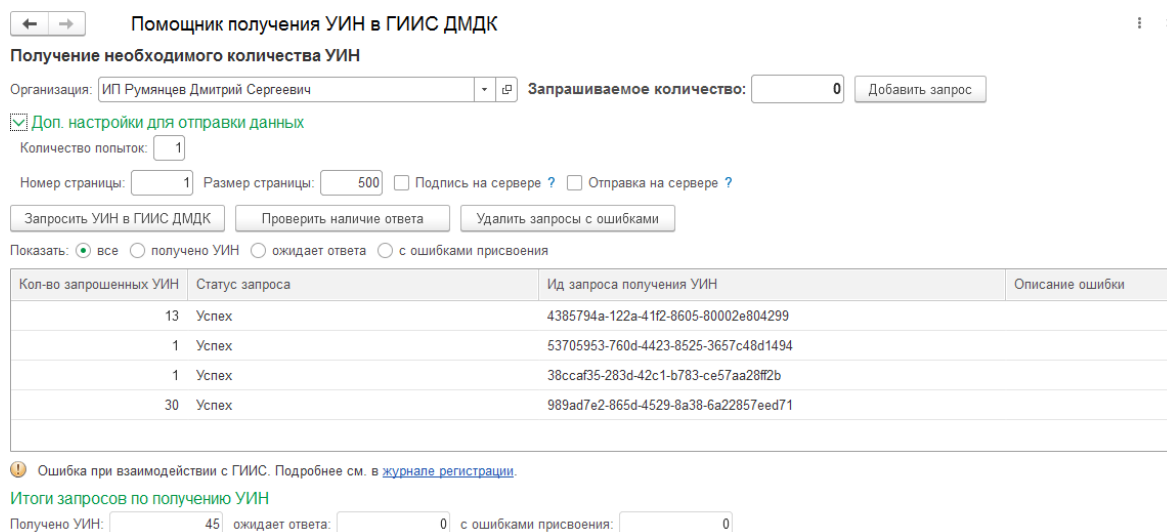 Помощник получения УИН в ГИИС ДМДК
Получение необходимого количества УИН
Организация: ИП Румянцев Дмитрий Сергеевич Запрашиваемое количество: 0 Добавить запрос
Доп. настройки для отправки данных
Количество попыток: 1
Номер страницы: 1 Размер страницы: 500 Подпись на сервере ? Отправка на сервере ?
Запросить УИН в ГИИС ДМДК Проверить наличие ответа Удалить запросы с ошибками
Показать: все получено УИН ожидает ответа с ошибками присвоения
Кол-во запрошенных УИН Статус запроса Ид запроса получения УИН Описание ошибки
13 Успех 4385794a-122a-41f2-8605-80002e804299
1 Успех 53705953-760d-4423-8525-3657c48d1494
1 Успех 38ccaf35-283d-42c1-b783-ce57aa28ff2b
30 Успех 989ad7e2-865d-4529-8a38-6a22857eed71
Ошибка при взаимодействии с ГИИС. Подробнее см. в журнале регистрации.
Итоги запросов по получению УИН
Получено УИН: 45 ожидает ответа: 0 с ошибками присвоения: 0